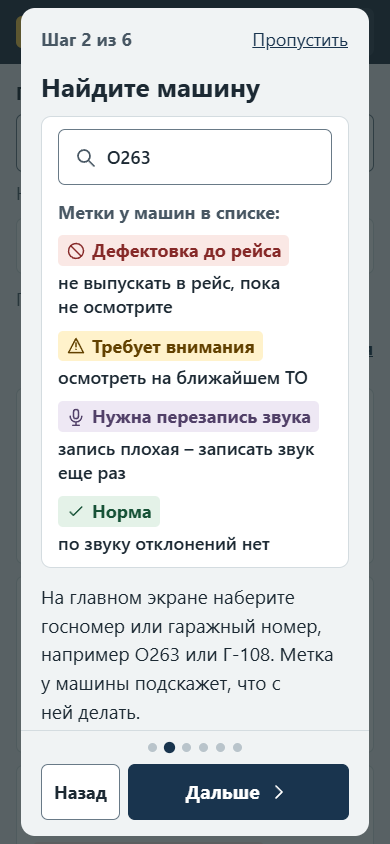 Шаг 2 из 6
Пропустить
Найдите машину
О263
Метки у машин в списке:
Дефектовка до рейса
не выпускать в рейс, пока
не осмотрите
Требует внимания
осмотреть на ближайшем ТО
Нужна перезапись звука
запись плохая – записать звук
еще раз
Норма
по звуку отклонений нет
На главном экране наберите
госномер или гаражный номер,
например О263 или Г-108. Метка
у машины подскажет, что с
ней делать.
Назад
Дальше